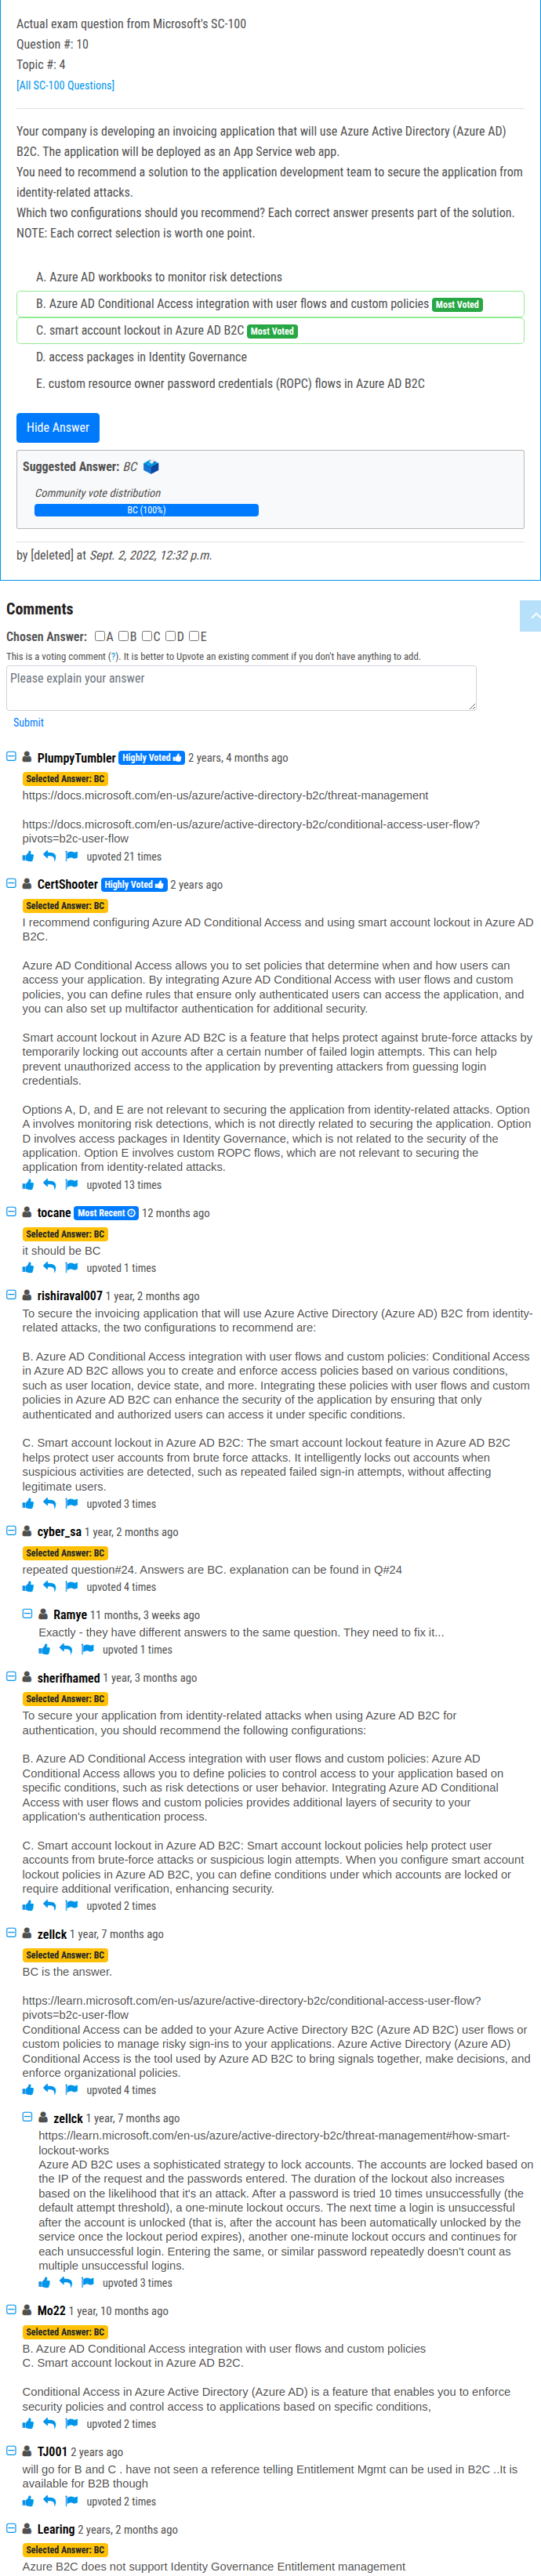 Actual exam question from Microsoft's SC-100
Question #: 10
Topic #: 4
[All SC-100 Questions]
Your company is developing an invoicing application that will use Azure Active Directory (Azure AD)
B2C. The application will be deployed as an App Service web app.
You need to recommend a solution to the application development team to secure the application from
identity-related attacks.
Which two configurations should you recommend? Each correct answer presents part of the solution.
NOTE: Each correct selection is worth one point.
A. Azure AD workbooks to monitor risk detections
B. Azure AD Conditional Access integration with user flows and custom policies Most Voted
C. smart account lockout in Azure AD B2C Most Voted
D. access packages in Identity Governance
E. custom resource owner password credentials (ROPC) flows in Azure AD B2C
Hide Answer
Suggested Answer: BC
Community vote distribution
BC (100%)
by [deleted] at Sept. 2, 2022, 12:32 p.m.
Comments
Chosen Answer: A B C D E
This is a voting comment (?). It is better to Upvote an existing comment if you don't have anything to add.
Please explain your answer
Submit
PlumpyTumbler Highly Voted 2 years, 4 months ago
Selected Answer: BC
https://docs.microsoft.com/en-us/azure/active-directory-b2c/threat-management
https://docs.microsoft.com/en-us/azure/active-directory-b2c/conditional-access-user-flow?
pivots=b2c-user-flow
upvoted 21 times
CertShooter Highly Voted 2 years ago
Selected Answer: BC
I recommend configuring Azure AD Conditional Access and using smart account lockout in Azure AD
B2C.
Azure AD Conditional Access allows you to set policies that determine when and how users can
access your application. By integrating Azure AD Conditional Access with user flows and custom
policies, you can define rules that ensure only authenticated users can access the application, and
you can also set up multifactor authentication for additional security.
Smart account lockout in Azure AD B2C is a feature that helps protect against brute-force attacks by
temporarily locking out accounts after a certain number of failed login attempts. This can help
prevent unauthorized access to the application by preventing attackers from guessing login
credentials.
Options A, D, and E are not relevant to securing the application from identity-related attacks. Option
A involves monitoring risk detections, which is not directly related to securing the application. Option
D involves access packages in Identity Governance, which is not related to the security of the
application. Option E involves custom ROPC flows, which are not relevant to securing the
application from identity-related attacks.
upvoted 13 times
tocane Most Recent 12 months ago
Selected Answer: BC
it should be BC
upvoted 1 times
rishiraval007 1 year, 2 months ago
To secure the invoicing application that will use Azure Active Directory (Azure AD) B2C from identity-
related attacks, the two configurations to recommend are:
B. Azure AD Conditional Access integration with user flows and custom policies: Conditional Access
in Azure AD B2C allows you to create and enforce access policies based on various conditions,
such as user location, device state, and more. Integrating these policies with user flows and custom
policies in Azure AD B2C can enhance the security of the application by ensuring that only
authenticated and authorized users can access it under specific conditions.
C. Smart account lockout in Azure AD B2C: The smart account lockout feature in Azure AD B2C
helps protect user accounts from brute force attacks. It intelligently locks out accounts when
suspicious activities are detected, such as repeated failed sign-in attempts, without affecting
legitimate users.
upvoted 3 times
cyber_sa 1 year, 2 months ago
Selected Answer: BC
repeated question#24. Answers are BC. explanation can be found in Q#24
upvoted 4 times
Ramye 11 months, 3 weeks ago
Exactly - they have different answers to the same question. They need to fix it...
upvoted 1 times
sherifhamed 1 year, 3 months ago
Selected Answer: BC
To secure your application from identity-related attacks when using Azure AD B2C for
authentication, you should recommend the following configurations:
B. Azure AD Conditional Access integration with user flows and custom policies: Azure AD
Conditional Access allows you to define policies to control access to your application based on
specific conditions, such as risk detections or user behavior. Integrating Azure AD Conditional
Access with user flows and custom policies provides additional layers of security to your
application's authentication process.
C. Smart account lockout in Azure AD B2C: Smart account lockout policies help protect user
accounts from brute-force attacks or suspicious login attempts. When you configure smart account
lockout policies in Azure AD B2C, you can define conditions under which accounts are locked or
require additional verification, enhancing security.
upvoted 2 times
zellck 1 year, 7 months ago
Selected Answer: BC
BC is the answer.
https://learn.microsoft.com/en-us/azure/active-directory-b2c/conditional-access-user-flow?
pivots=b2c-user-flow
Conditional Access can be added to your Azure Active Directory B2C (Azure AD B2C) user flows or
custom policies to manage risky sign-ins to your applications. Azure Active Directory (Azure AD)
Conditional Access is the tool used by Azure AD B2C to bring signals together, make decisions, and
enforce organizational policies.
upvoted 4 times
zellck 1 year, 7 months ago
https://learn.microsoft.com/en-us/azure/active-directory-b2c/threat-management#how-smart-
lockout-works
Azure AD B2C uses a sophisticated strategy to lock accounts. The accounts are locked based on
the IP of the request and the passwords entered. The duration of the lockout also increases
based on the likelihood that it's an attack. After a password is tried 10 times unsuccessfully (the
default attempt threshold), a one-minute lockout occurs. The next time a login is unsuccessful
after the account is unlocked (that is, after the account has been automatically unlocked by the
service once the lockout period expires), another one-minute lockout occurs and continues for
each unsuccessful login. Entering the same, or similar password repeatedly doesn't count as
multiple unsuccessful logins.
upvoted 3 times
Mo22 1 year, 10 months ago
Selected Answer: BC
B. Azure AD Conditional Access integration with user flows and custom policies
C. Smart account lockout in Azure AD B2C.
Conditional Access in Azure Active Directory (Azure AD) is a feature that enables you to enforce
security policies and control access to applications based on specific conditions,
upvoted 2 times
TJ001 2 years ago
will go for B and C . have not seen a reference telling Entitlement Mgmt can be used in B2C ..It is
available for B2B though
upvoted 2 times
Learing 2 years, 2 months ago
Selected Answer: BC
Azure B2C does not support Identity Governance Entitlement management